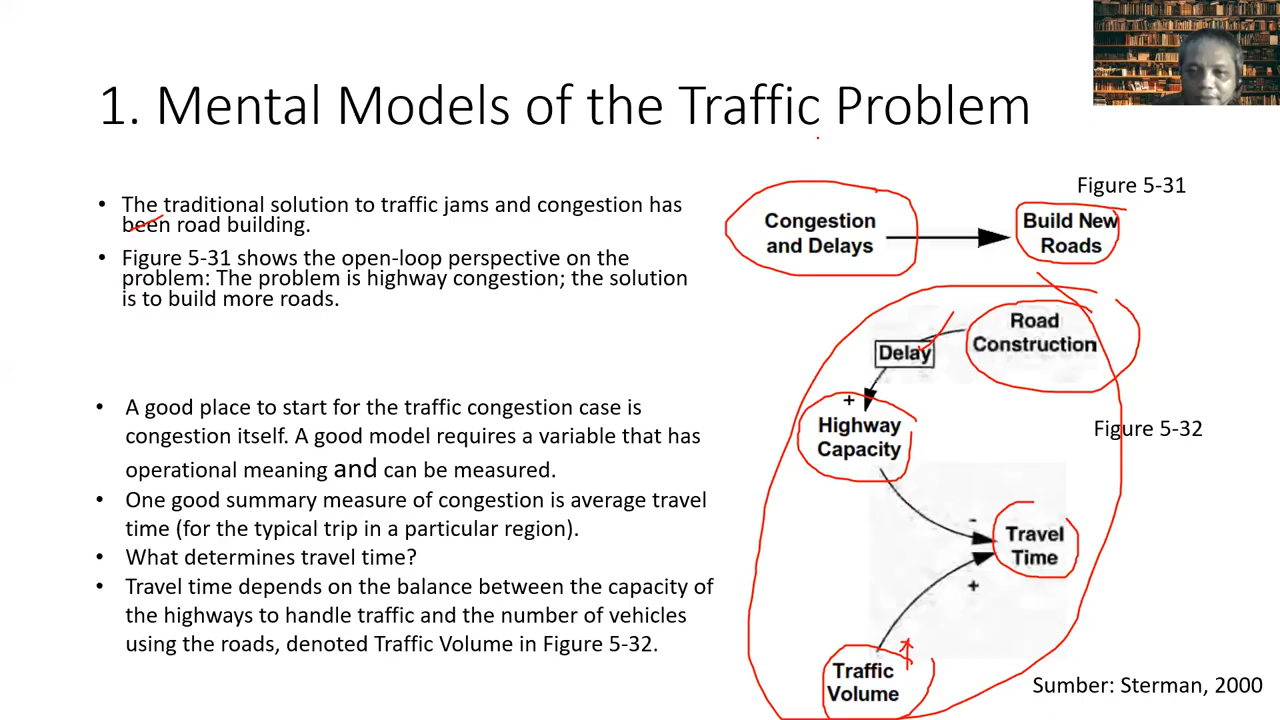 1. Mental Models of the Traffic Problem
• The traditional solution to traffic jams and congestion has
been road building.
• Figure 5-31 shows the open-loop perspective on the
problem: The problem is highway congestion; the solution
is to build more roads.
• A good place to start for the traffic congestion case is
congestion itself. A good model requires a variable that has
operational meaning and can be measured.
• One good summary measure of congestion is average travel
time (for the typical trip in a particular region).
• What determines travel time?
• Travel time depends on the balance between the capacity of
the highways to handle traffic and the number of vehicles
using the roads, denoted Traffic Volume in Figure 5-32.
Figure 5-31
Congestion
and Delays
Build New
Roads
Road
Construction
Delay
+
Highway
Capacity
Figure 5-32
-
Travel
Time
+
Traffic
Volume
Sumber: Sterman, 2000